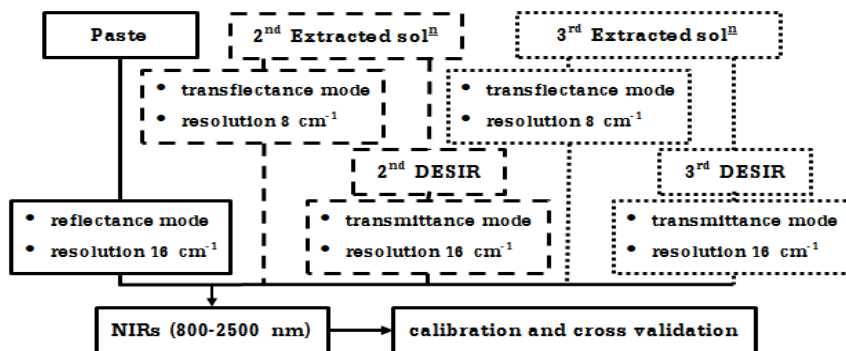 Paste
2nd Extracted soln
3rd Extracted soln
• transflectance mode
• resolution 8 cm-1
• transflectance mode
• resolution 8 cm-1
2nd DESIR
3rd DESIR
• reflectance mode
• resolution 16 cm-1
• transmittance mode
• resolution 16 cm-1
• transmittance mode
• resolution 16 cm-1
NIRs (800-2500 nm)
calibration and cross validation